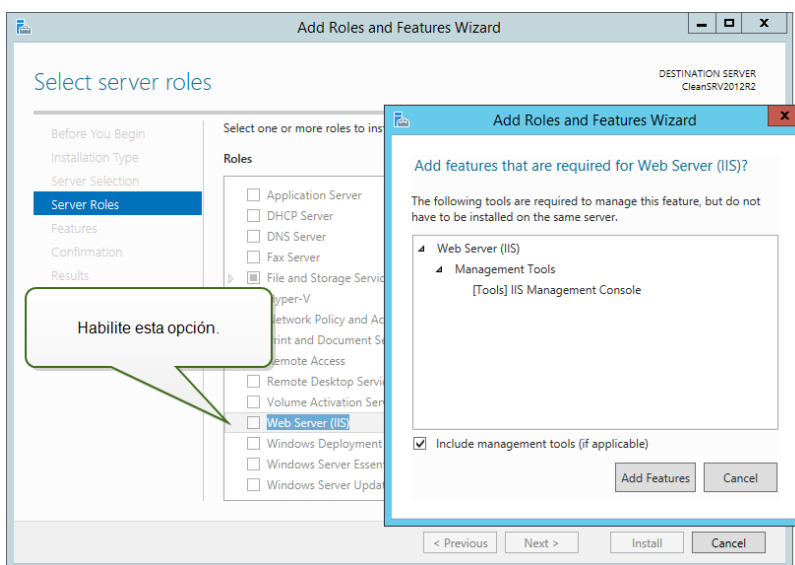 Add Roles and Features Wizard
Select server roles
DESTINATION SERVER
CleanSRV2012R2
Before You Begin
Installation Type
Server Selection
Server Roles
Features
Confirmation
Results
Select one or more roles to ins
Roles
Application Server
DHCP Server
DNS Server
Fax Server
File and Storage Servic
yper-V
etwork Policy and Ac
rint and Document Se
emote Access
Remote Desktop Servi
Volume Activation Ser
Web Server (IIS)
Windows Deployment
Windows Server Essen
Windows Server Updat
Habilite esta opción.
Add Roles and Features Wizard
X
Add features that are required for Web Server (IIS)?
The following tools are required to manage this feature, but do not
have to be installed on the same server.
Web Server (IIS)
Management Tools
[Tools] IIS Management Console
Include management tools (if applicable)
Add Features
Cancel
< Previous
Next >
Install
Cancel